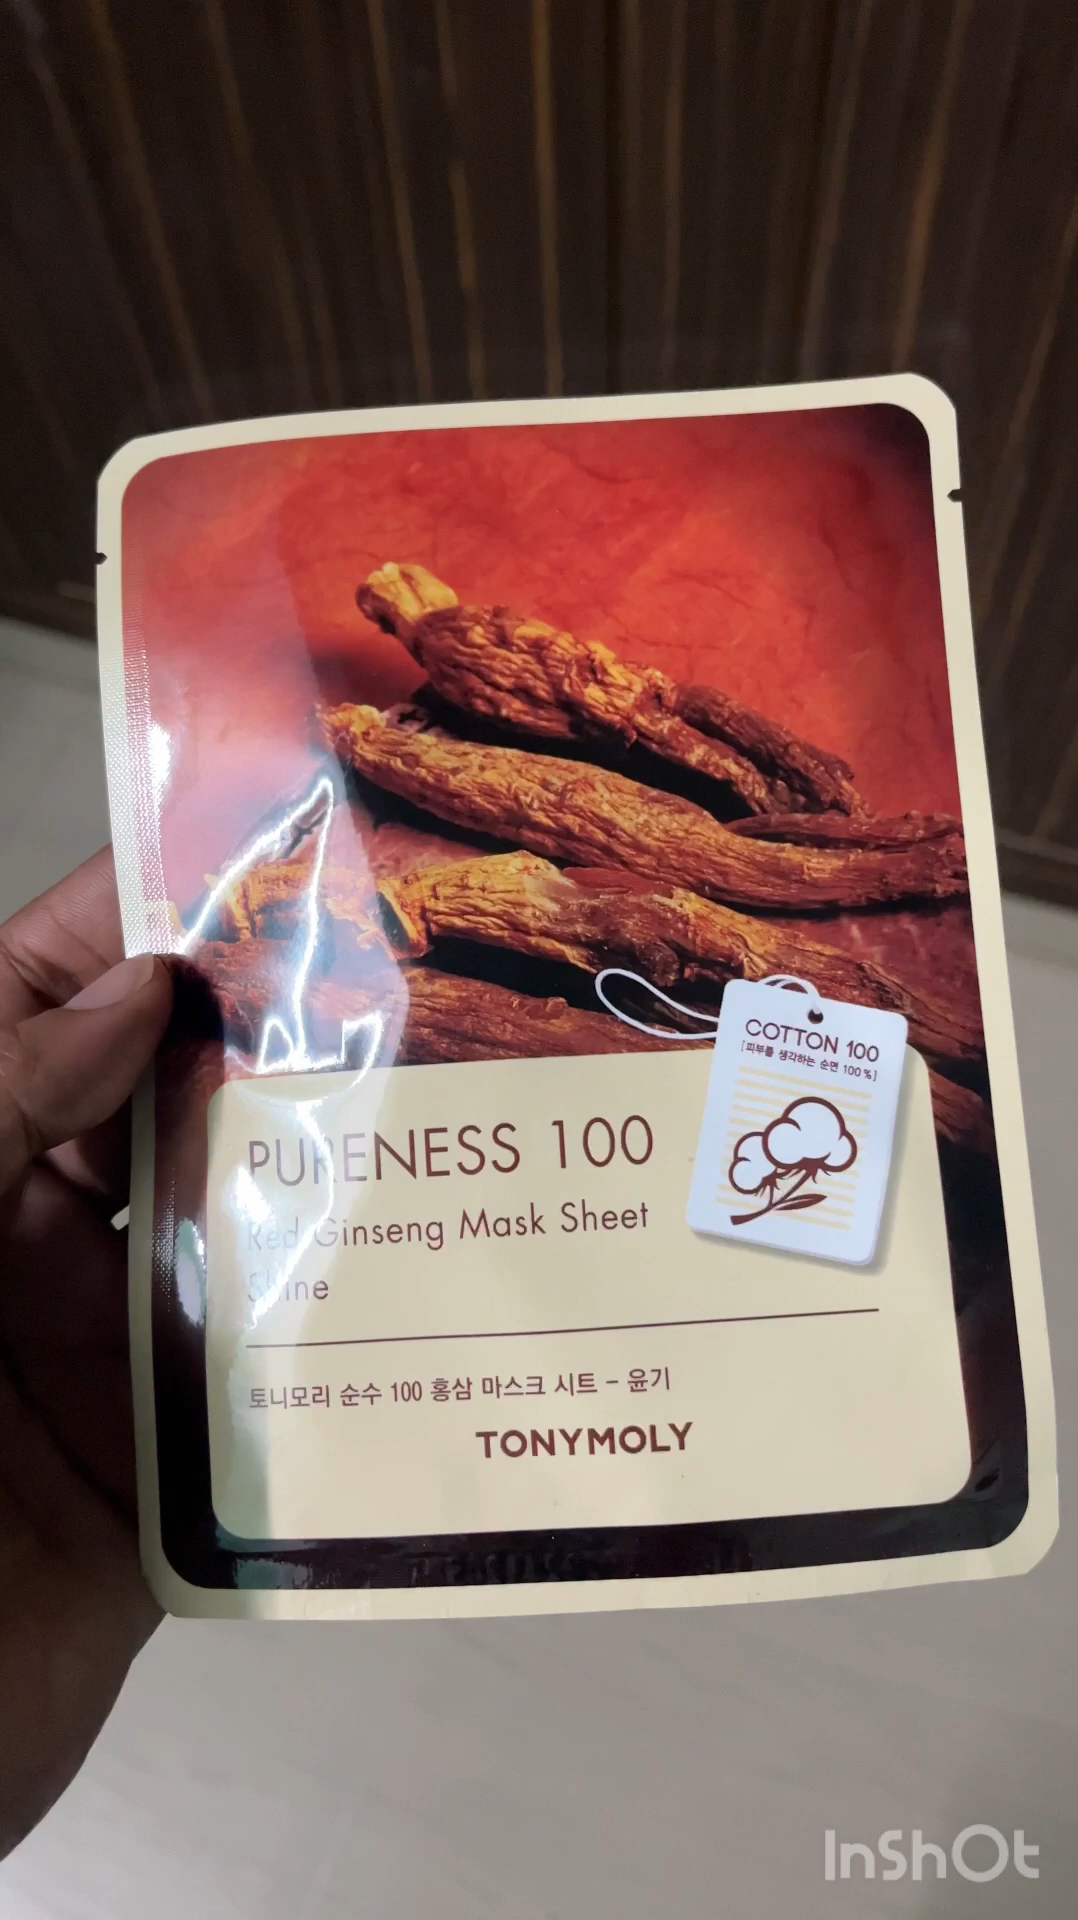 COTTON 100
[피부를 생각하는 순면 100%]
PURENESS 100
Red Ginseng Mask Sheet
Shine
토니모리 순수 100 홍삼 마스크 시트 - 윤기
TONYMOLY
InShOt